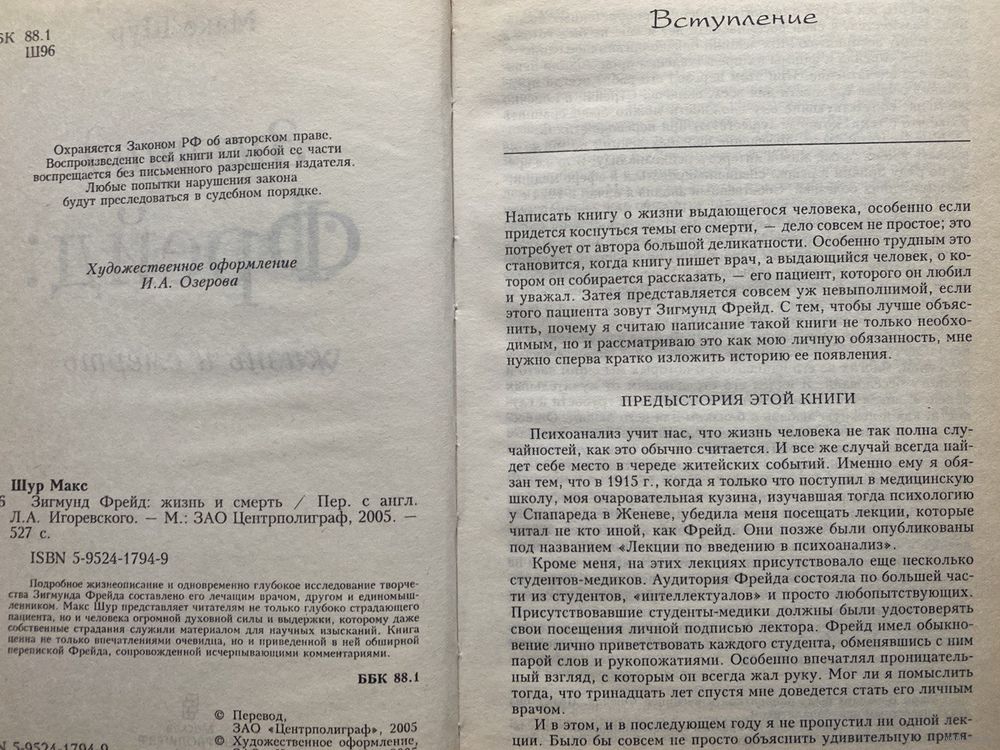 БК 88.1
Ш96
Охраняется Законом РФ об авторском праве.
Воспроизведение всей книги или любой ее части
воспрещается без письменного разрешения издателя.
Любые попытки нарушения закона
будут преследоваться в судебном порядке.
Художественное оформление
И.А. Озерова
Шур Макс
6 Зигмунд Фрейд: жизнь и смерть / Пер. с англ.
Л.А. Игоревского. — М.: ЗАО Центрполиграф, 2005. —
527 с.
ISBN 5-9524-1794-9
Подробное жизнеописание и одновременно глубокое исследование творче-
ства Зигмунда Фрейда составлено его лечащим врачом, другом и единомыш-
ленником. Макс Шур представляет читателям не только глубоко страдающего
пациента, но и человека огромной духовной силы и выдержки, которому даже
собственные страдания служили материалом для научных изысканий. Книга
ценна не только впечатлениями очевидца, но и приведенной в ней обширной
перепиской Фрейда, сопровожденной исчерпывающими комментариями.
ББК 88.1
© Перевод,
ЗАО «Центрполиграф», 2005
© Художественное оформление,
N 5-9524-1794-9
Вступление
Написать книгу о жизни выдающегося человека, особенно если
придется коснуться темы его смерти, — дело совсем не простое; это
потребует от автора большой деликатности. Особенно трудным это
становится, когда книгу пишет врач, а выдающийся человек, о ко-
тором он собирается рассказать, — его пациент, которого он любил
и уважал. Затея представляется совсем уж невыполнимой, если
этого пациента зовут Зигмунд Фрейд. С тем, чтобы лучше объяс-
нить, почему я считаю написание такой книги не только необхо-
димым, но и рассматриваю это как мою личную обязанность, мне
нужно сперва кратко изложить историю ее появления.
ПРЕДЫСТОРИЯ ЭТОЙ КНИГИ
Психоанализ учит нас, что жизнь человека не так полна слу-
чайностей, как это обычно считается. И все же случай всегда най-
дет себе место в череде житейских событий. Именно ему я обя-
зан тем, что в 1915 г., когда я только что поступил в медицинскую
школу, моя очаровательная кузина, изучавшая тогда психологию
у Спапареда в Женеве, убедила меня посещать лекции, которые
читал не кто иной, как Фрейд. Они позже были опубликованы
под названием «Лекции по введению в психоанализ».
Кроме меня, на этих лекциях присутствовало еще несколько
студентов-медиков. Аудитория Фрейда состояла по большей час-
ти из студентов, «интеллектуалов» и просто любопытствующих.
Присутствовавшие студенты-медики должны были удостоверять
свои посещения личной подписью лектора. Фрейд имел обыкно-
вение лично приветствовать каждого студента, обменявшись с ним
парой слов и рукопожатиями. Особенно впечатлял проницатель-
ный взгляд, с которым он всегда жал руку. Мог ли я помыслить
тогда, что тринадцать лет спустя мне доведется стать его личным
врачом.
И в этом, и в последующем году я не пропустил ни одной лек-
ции. Было бы совсем не просто объяснить удивительную притя-